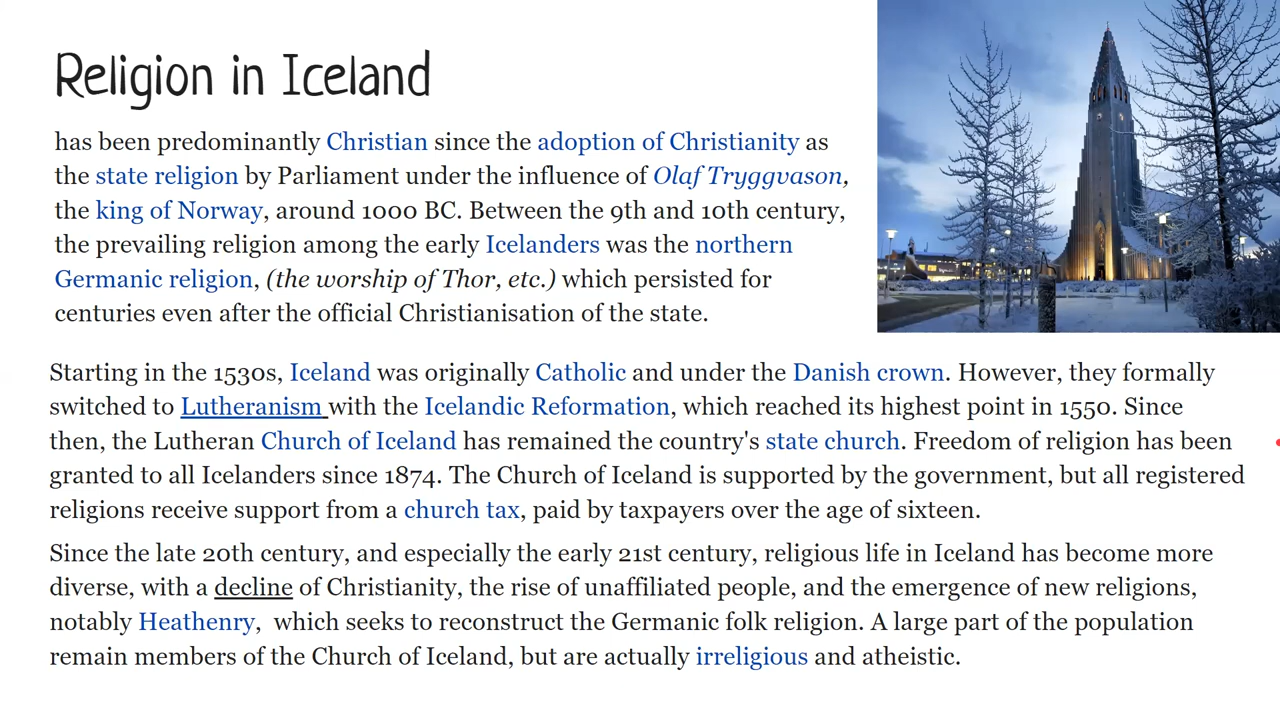 Religion in Iceland
has been predominantly Christian since the adoption of Christianity as
the state religion by Parliament under the influence of Olaf Tryggvason,
the king of Norway, around 1000 BC. Between the 9th and 10th century,
the prevailing religion among the early Icelanders was the northern
Germanic religion, (the worship of Thor, etc.) which persisted for
centuries even after the official Christianisation of the state.
Starting in the 1530s, Iceland was originally Catholic and under the Danish crown. However, they formally
switched to Lutheranism with the Icelandic Reformation, which reached its highest point in 1550. Since
then, the Lutheran Church of Iceland has remained the country's state church. Freedom of religion has been
granted to all Icelanders since 1874. The Church of Iceland is supported by the government, but all registered
religions receive support from a church tax, paid by taxpayers over the age of sixteen.
Since the late 20th century, and especially the early 21st century, religious life in Iceland has become more
diverse, with a decline of Christianity, the rise of unaffiliated people, and the emergence of new religions,
notably Heathenry, which seeks to reconstruct the Germanic folk religion. A large part of the population
remain members of the Church of Iceland, but are actually irreligious and atheistic.